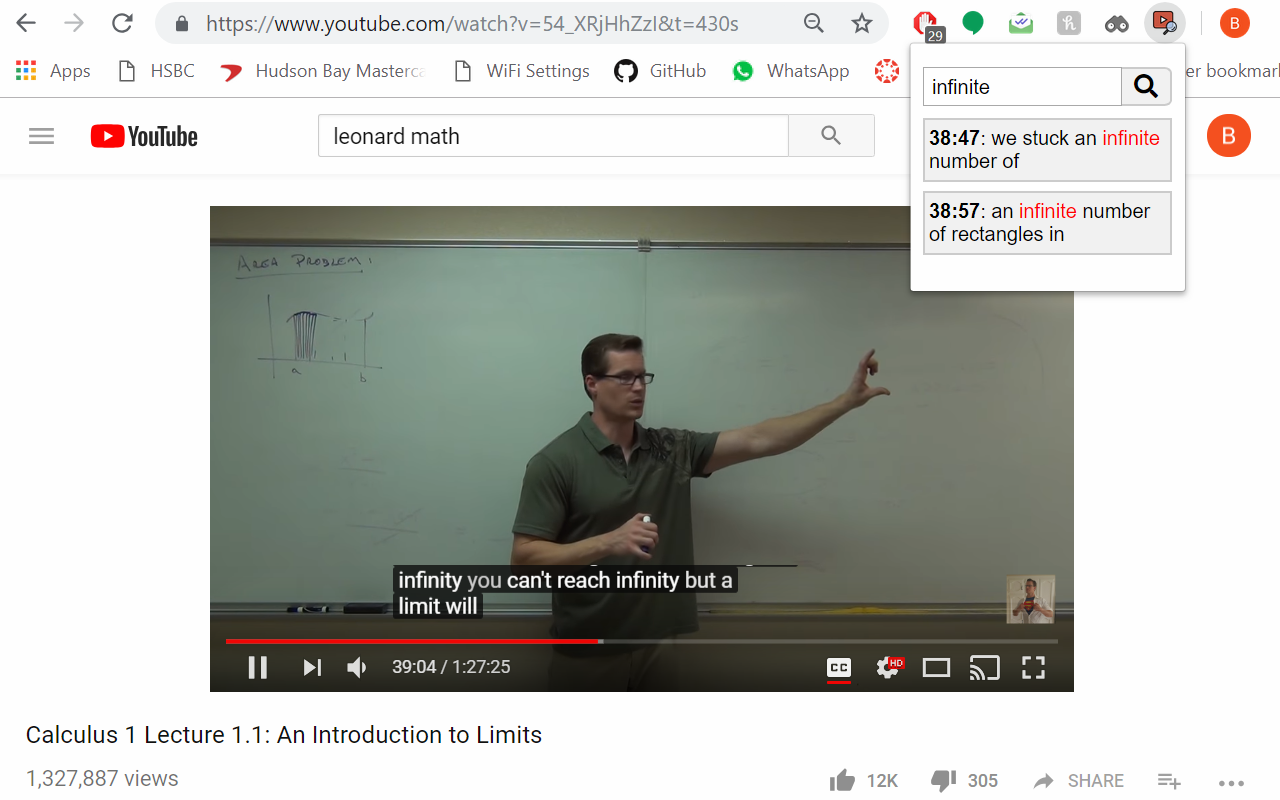 https://www.youtube.com/watch?v=54_XRjHhZzI&t=430s
29
B
Apps
HSBC
Hudson Bay Masterca
WiFi Settings
GitHub
WhatsApp
er bookmar
infinite
38:47: we stuck an infinite
number of
38:57: an infinite number
of rectangles in
YouTube
leonard math
B
AREA PROBLEM:
a
b
infinity you can't reach infinity but a
limit will
39:04 / 1:27:25
CC
HD
Calculus 1 Lecture 1.1: An Introduction to Limits
1,327,887 views
12K
305
SHARE